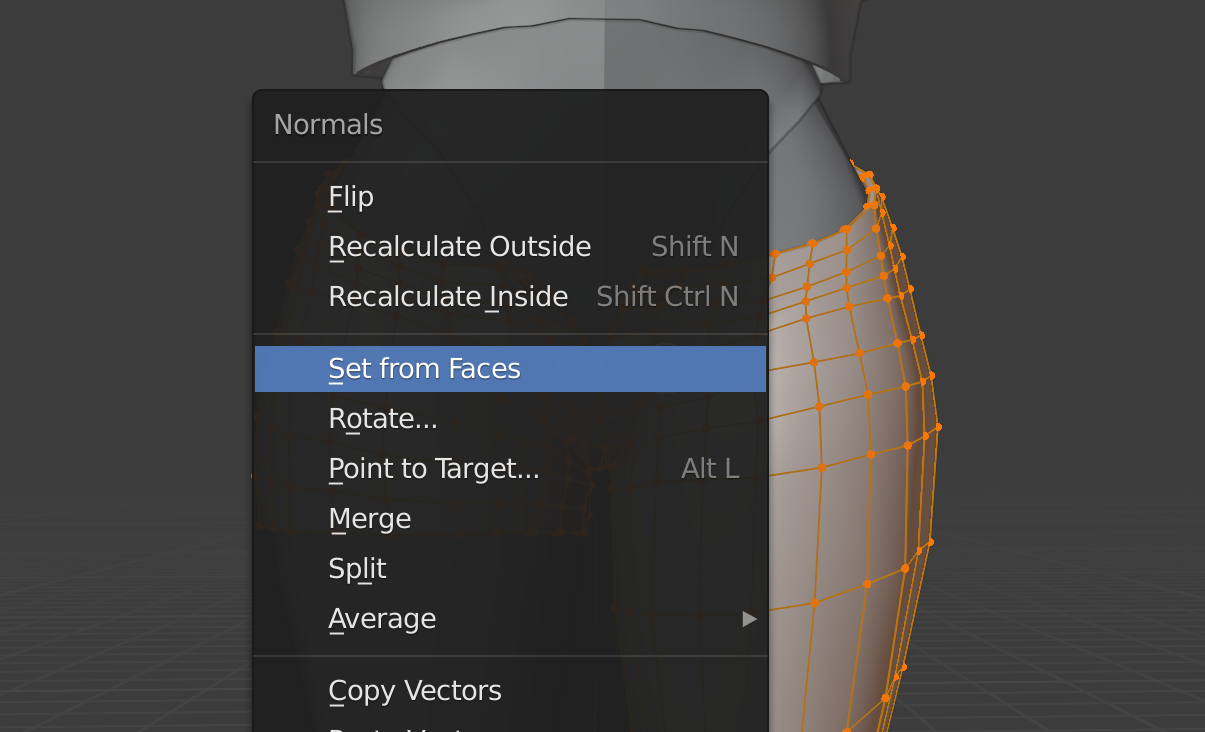 Normals
Flip
Recalculate Outside Shift N
Recalculate Inside Shift Ctrl N
Set from Faces
Rotate...
Point to Target... Alt L
Merge
Split
Average
Copy Vectors